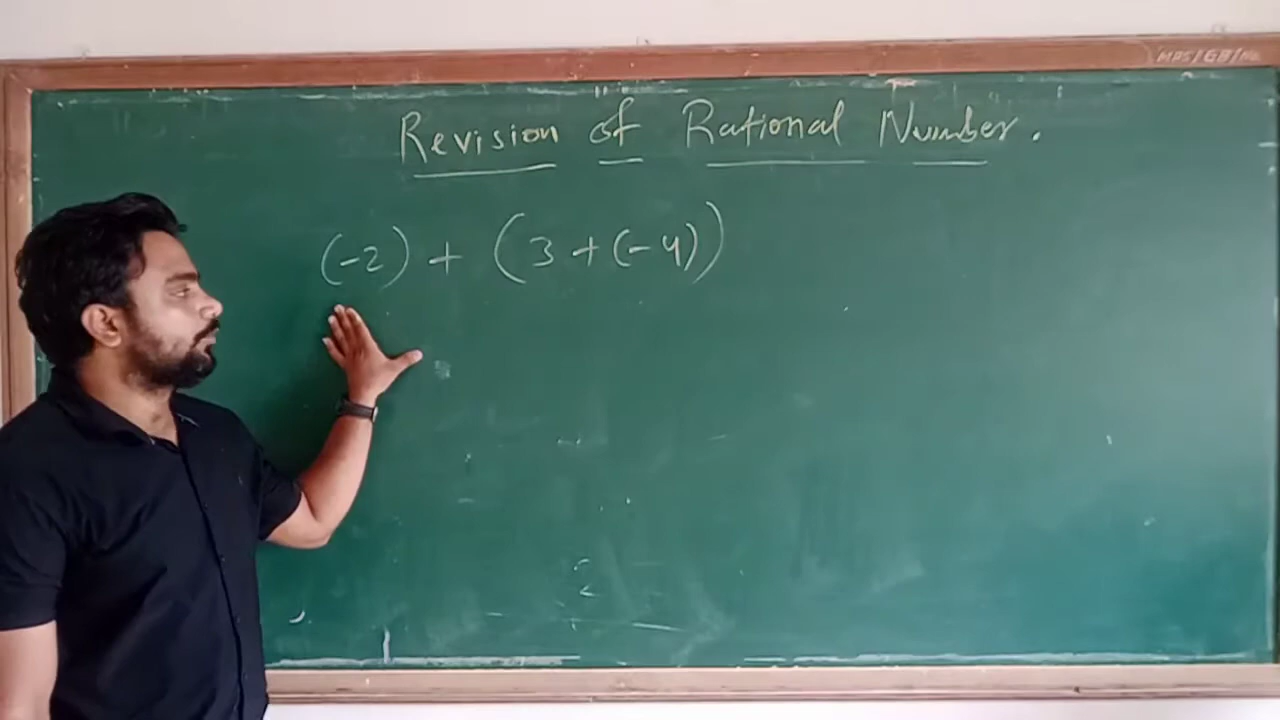 Revision of Rational Number.
(-2) + (3 + (-4))